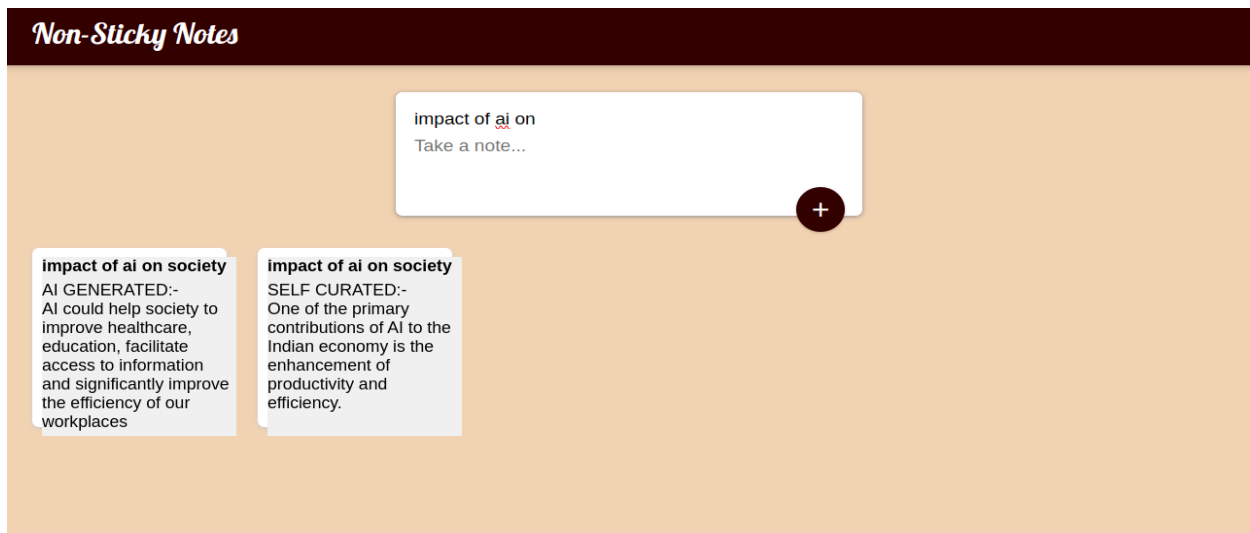 Non-Sticky Notes
impact of ai on
Take a note...
+
impact of ai on society
AI GENERATED:-
AI could help society to
improve healthcare,
education, facilitate
access to information
and significantly improve
the efficiency of our
workplaces
impact of ai on society
SELF CURATED:-
One of the primary
contributions of AI to the
Indian economy is the
enhancement of
productivity and
efficiency.